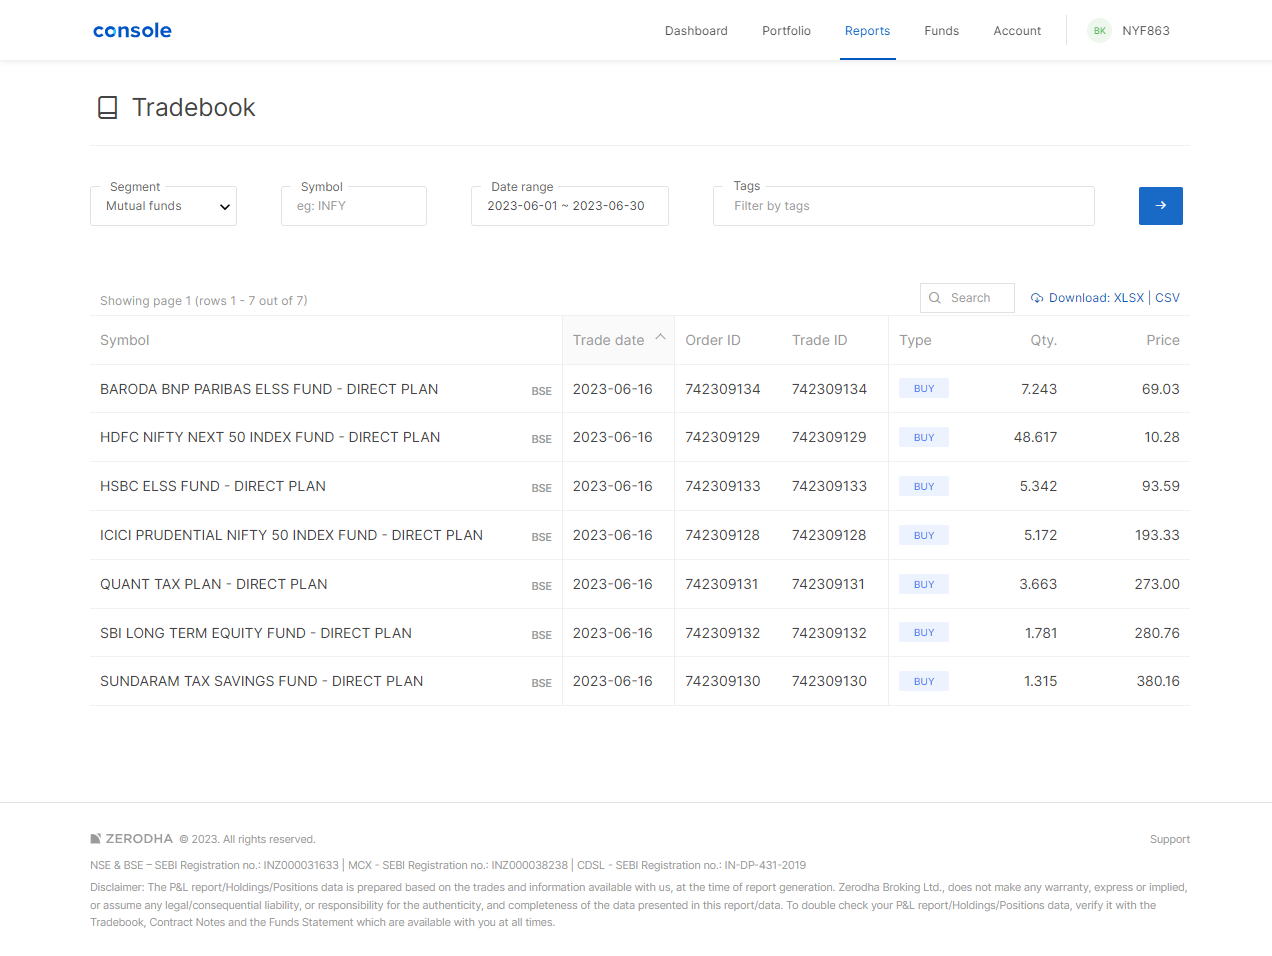 console
Dashboard Portfolio Reports Funds Account BK NYF863
Tradebook
Segment Symbol Date range Tags
Mutual funds eg: INFY 2023-06-01 ~ 2023-06-30 Filter by tags
Showing page 1 (rows 1 - 7 out of 7) Search Download: XLSX | CSV
Symbol Trade date Order ID Trade ID Type Qty. Price
BARODA BNP PARIBAS ELSS FUND - DIRECT PLAN BSE 2023-06-16 742309134 742309134 BUY 7.243 69.03
HDFC NIFTY NEXT 50 INDEX FUND - DIRECT PLAN BSE 2023-06-16 742309129 742309129 BUY 48.617 10.28
HSBC ELSS FUND - DIRECT PLAN BSE 2023-06-16 742309133 742309133 BUY 5.342 93.59
ICICI PRUDENTIAL NIFTY 50 INDEX FUND - DIRECT PLAN BSE 2023-06-16 742309128 742309128 BUY 5.172 193.33
QUANT TAX PLAN - DIRECT PLAN BSE 2023-06-16 742309131 742309131 BUY 3.663 273.00
SBI LONG TERM EQUITY FUND - DIRECT PLAN BSE 2023-06-16 742309132 742309132 BUY 1.781 280.76
SUNDARAM TAX SAVINGS FUND - DIRECT PLAN BSE 2023-06-16 742309130 742309130 BUY 1.315 380.16
ZERODHA © 2023. All rights reserved. Support
NSE & BSE – SEBI Registration no.: INZ000031633 | MCX - SEBI Registration no.: INZ000038238 | CDSL - SEBI Registration no.: IN-DP-431-2019
Disclaimer: The P&L report/Holdings/Positions data is prepared based on the trades and information available with us, at the time of report generation. Zerodha Broking Ltd., does not make any warranty, express or implied,
or assume any legal/consequential liability, or responsibility for the authenticity, and completeness of the data presented in this report/data. To double check your P&L report/Holdings/Positions data, verify it with the
Tradebook, Contract Notes and the Funds Statement which are available with you at all times.